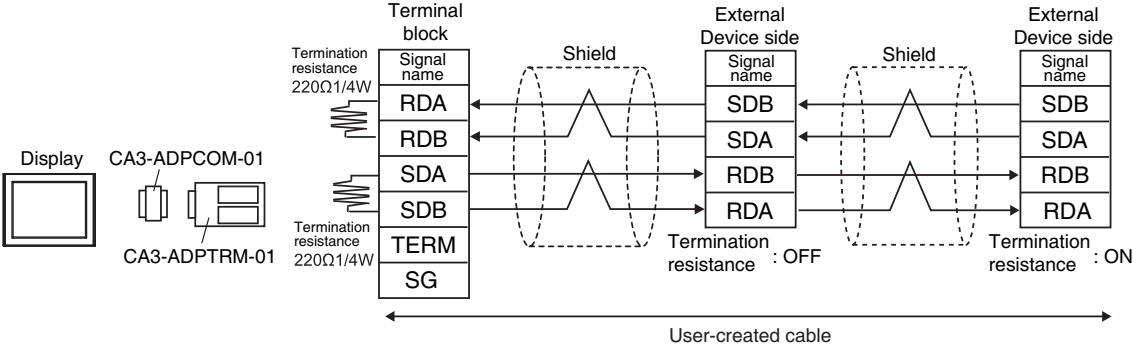 Terminal
block
External
Device side
External
Device side
Termination
resistance
220Ω1/4W
Signal
name
Shield
Signal
name
Shield
Signal
name
RDA
SDB
SDB
RDB
SDA
SDA
Display
CA3-ADPCOM-01
SDA
RDB
RDB
SDB
RDA
RDA
Termination
resistance
220Ω1/4W
CA3-ADPTRM-01
TERM
Termination
resistance : OFF
Termination
resistance : ON
SG
User-created cable